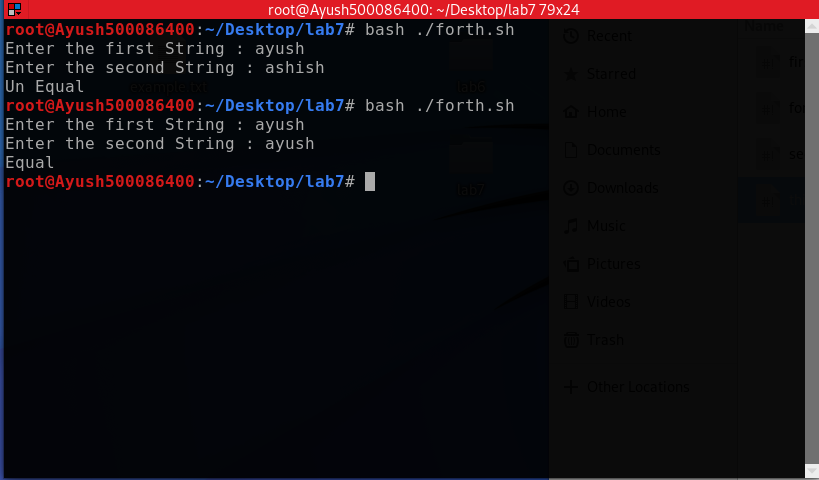 root@Ayush500086400: ~/Desktop/lab7 79x24
root@Ayush500086400:~/Desktop/lab7# bash ./forth.sh
Enter the first String : ayush
Enter the second String : ashish
Un Equal
root@Ayush500086400:~/Desktop/lab7# bash ./forth.sh
Enter the first String : ayush
Enter the second String : ayush
Equal
root@Ayush500086400:~/Desktop/lab7#
example.txt
lab7
Recent
Starred
Home
Documents
Downloads
Music
Pictures
Videos
Trash
Other Locations
Name